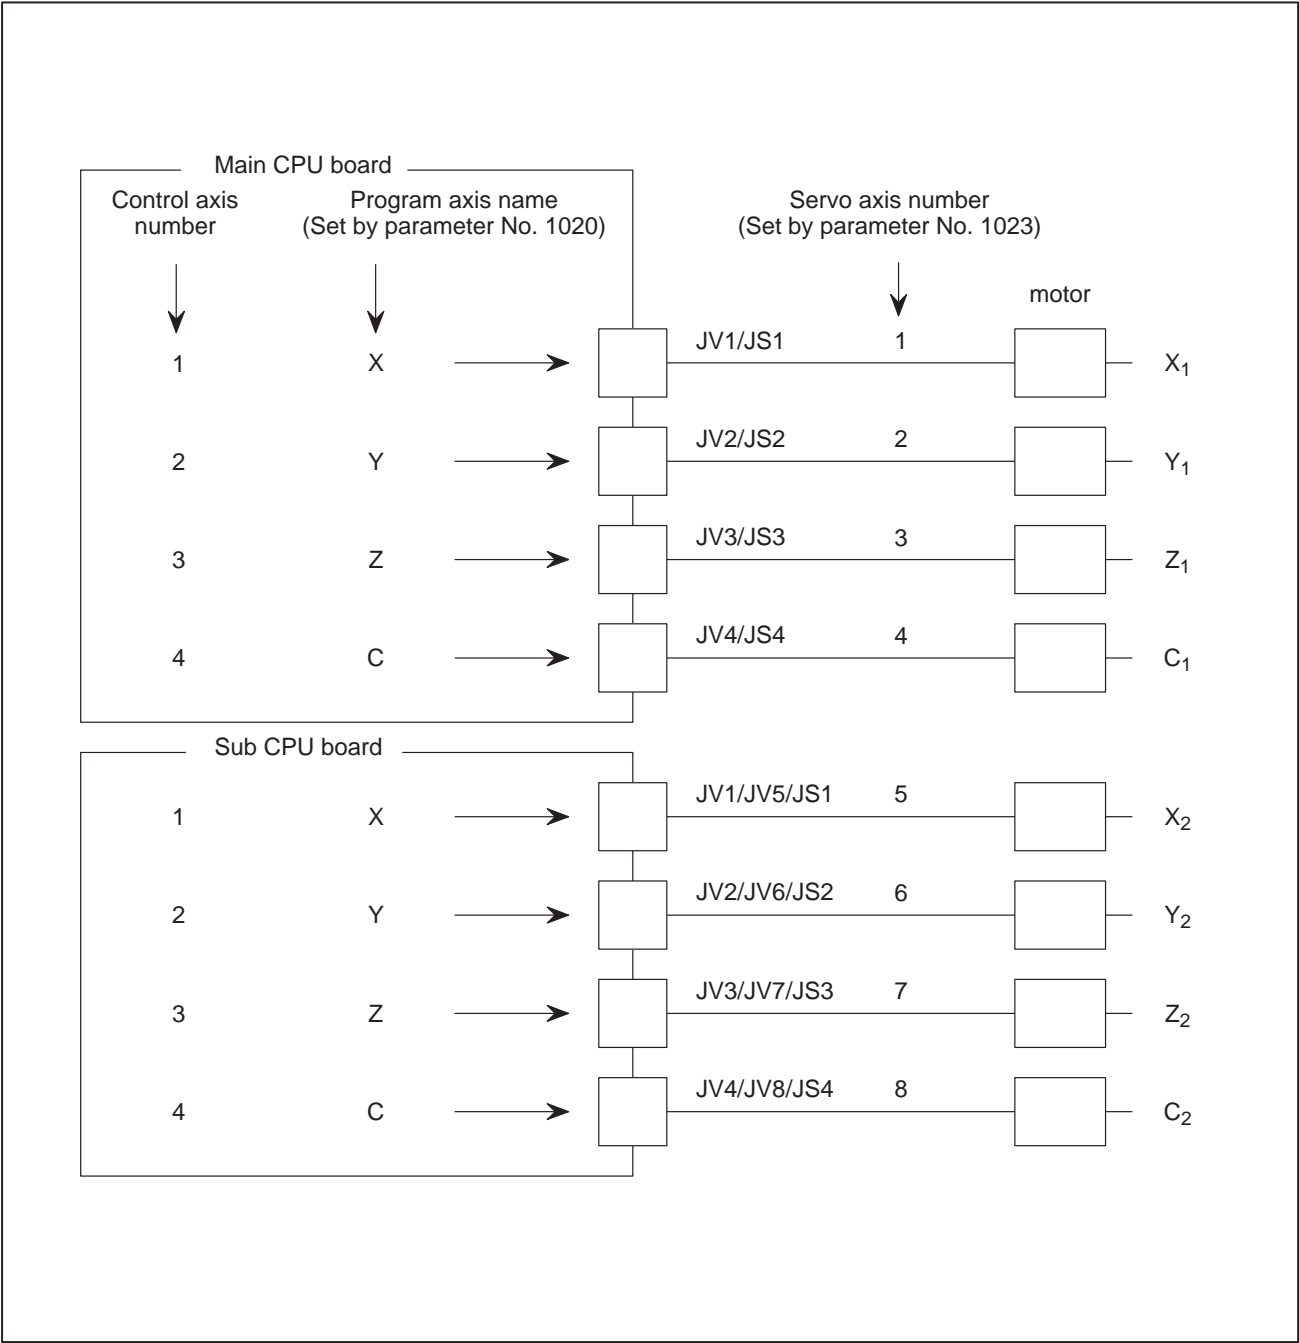 Main CPU board
Control axis number
Program axis name
(Set by parameter No. 1020)
Servo axis number
(Set by parameter No. 1023)
motor
1 X JV1/JS1 1 X1
2 Y JV2/JS2 2 Y1
3 Z JV3/JS3 3 Z1
4 C JV4/JS4 4 C1
Sub CPU board
1 X JV1/JV5/JS1 5 X2
2 Y JV2/JV6/JS2 6 Y2
3 Z JV3/JV7/JS3 7 Z2
4 C JV4/JV8/JS4 8 C2